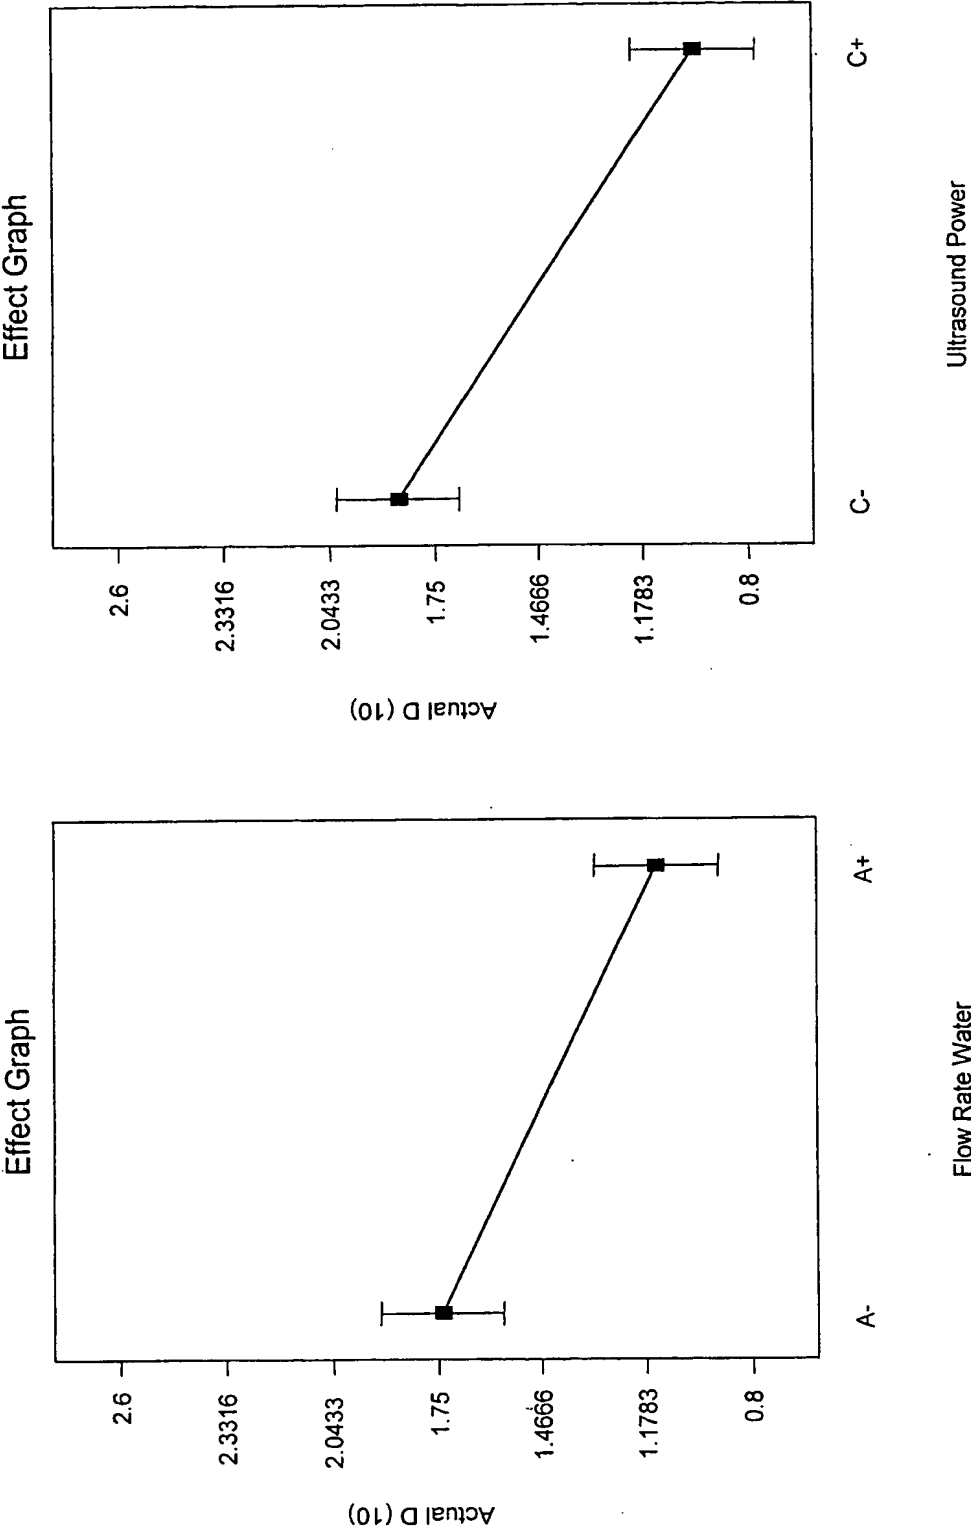 Effect Graph
Actual D (10)
2.6
2.3316
2.0433
1.75
1.4666
1.1783
0.8
A-
A+
Flow Rate Water
Effect Graph
Actual D (10)
2.6
2.3316
2.0433
1.75
1.4666
1.1783
0.8
C-
C+
Ultrasound Power